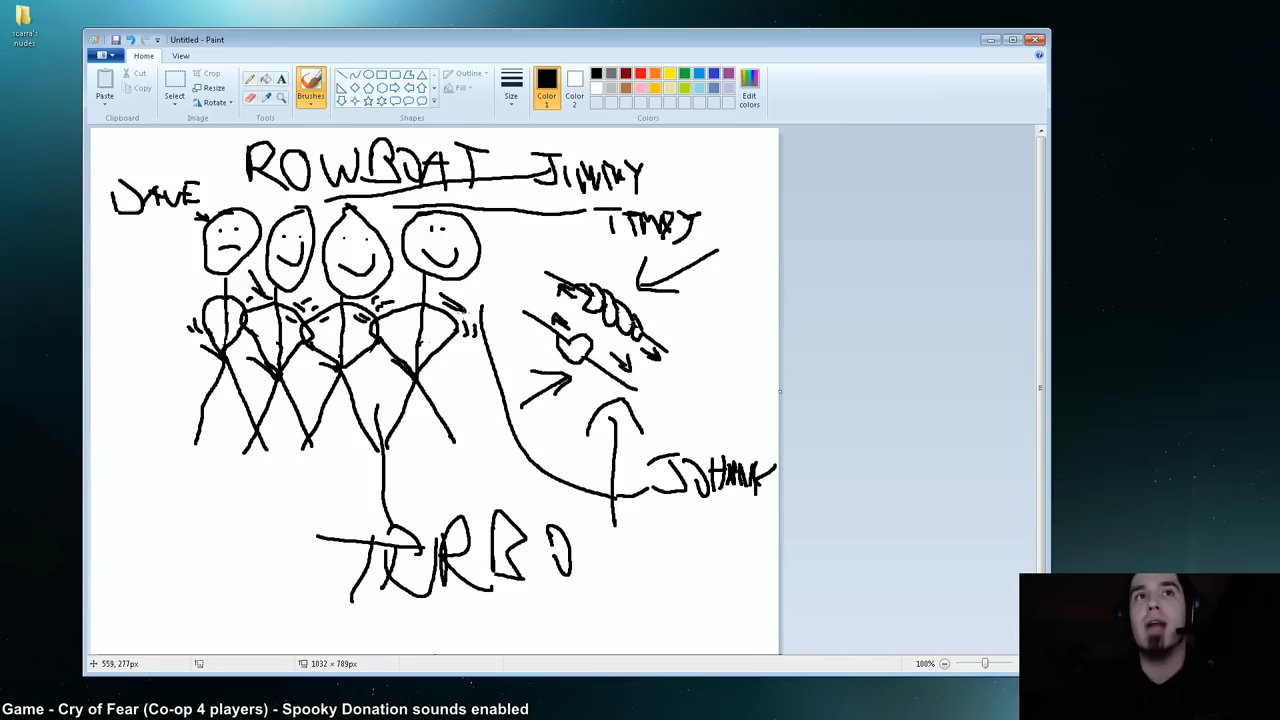 scarra's
nudes
Untitled - Paint
Home
View
Paste
Cut
Copy
Clipboard
Select
Crop
Resize
Rotate
Image
Tools
Brushes
Shapes
Outline
Fill
Size
Color
1
Color
2
Edit
colors
Colors
ROWBOAT
JIMMY
DAVE
TIMMY
JOHNNY
TURBO
559, 277px
1032 × 789px
100%
Game - Cry of Fear (Co-op 4 players) - Spooky Donation sounds enabled